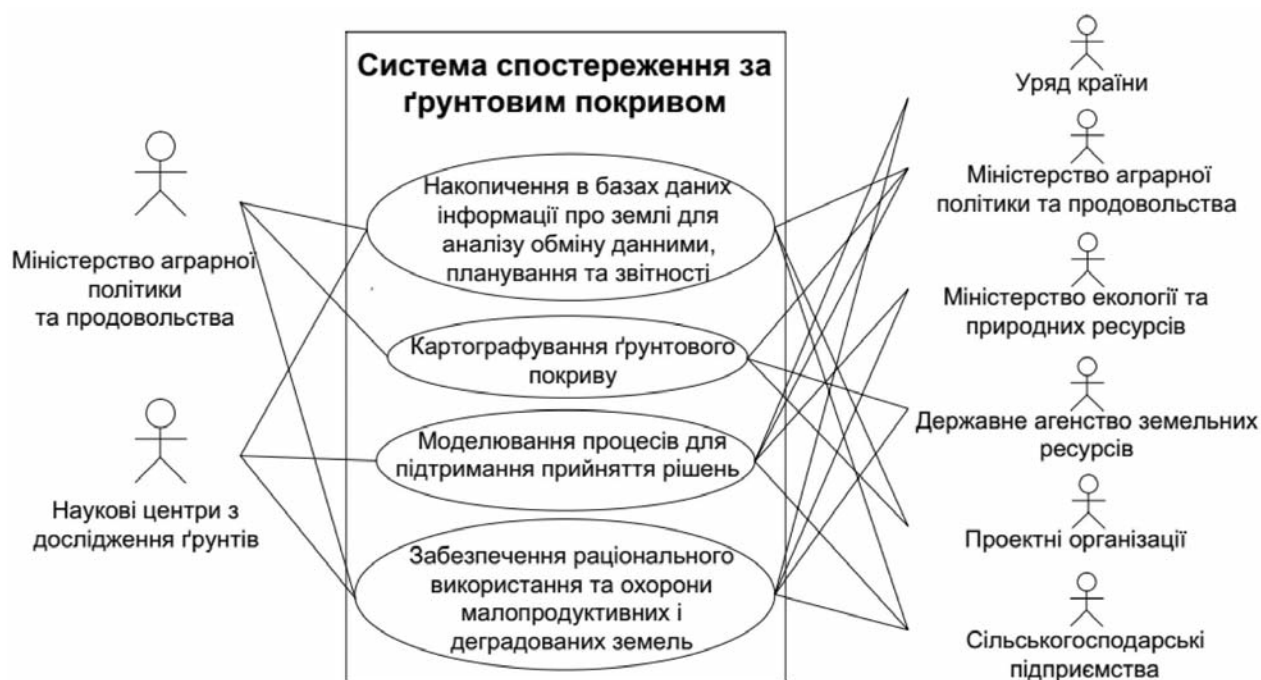 Система спостереження за
ґрунтовим покривом
Міністерство аграрної
політики
та продовольства
Наукові центри з
дослідження ґрунтів
Накопичення в базах даних
інформації про землі для
аналізу обміну данними,
планування та звітності
Картографування ґрунтового
покриву
Моделювання процесів для
підтримання прийняття рішень
Забезпечення раціонального
використання та охорони
малопродуктивних і
деградованих земель
Уряд країни
Міністерство аграрної
політики та продовольства
Міністерство екології та
природних ресурсів
Державне агенство земельних
ресурсів
Проектні організації
Сільськогосподарські
підприємства